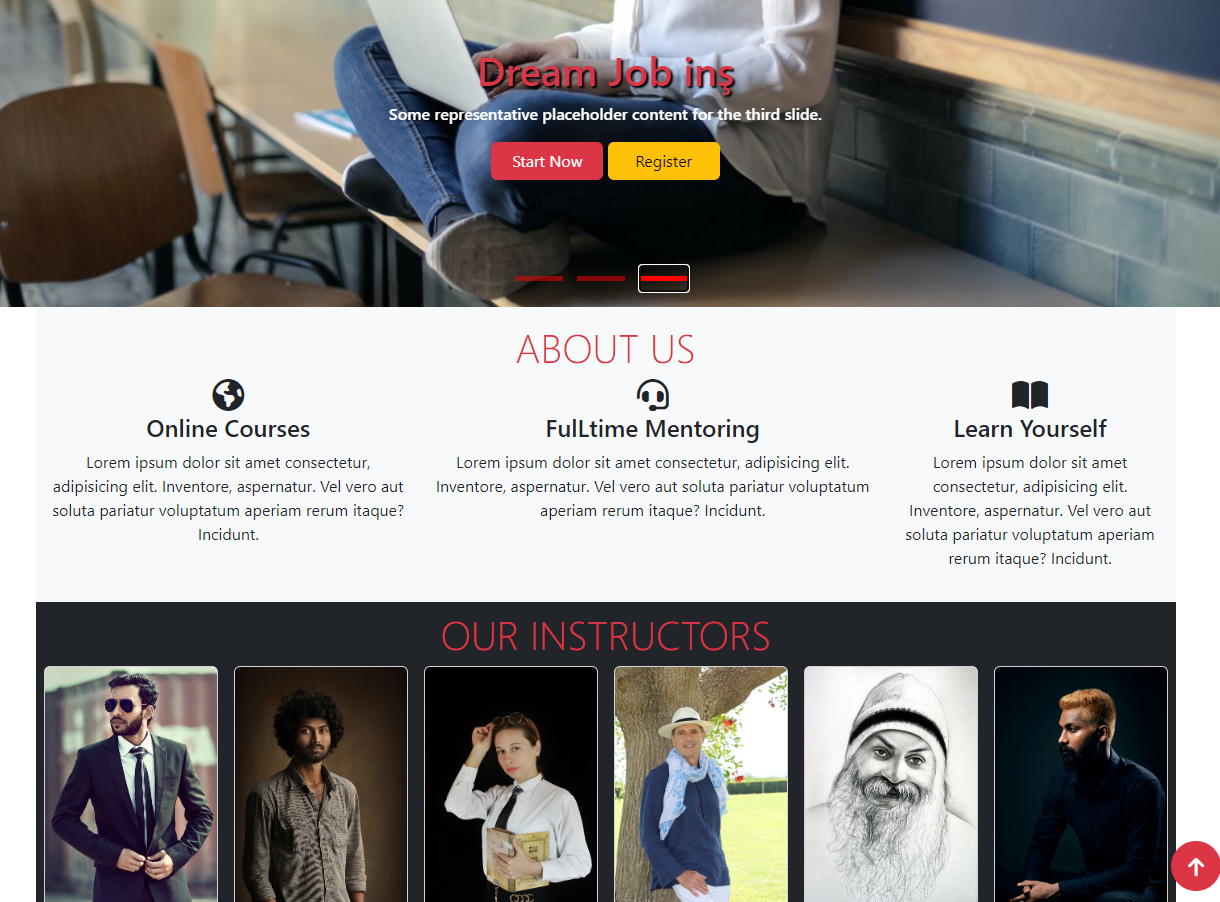 Dream Job inş
Some representative placeholder content for the third slide.
Start Now
Register
ABOUT US
Online Courses
Lorem ipsum dolor sit amet consectetur,
adipisicing elit. Inventore, aspernatur. Vel vero aut
soluta pariatur voluptatum aperiam rerum itaque?
Incidunt.
FulLtime Mentoring
Lorem ipsum dolor sit amet consectetur, adipisicing elit.
Inventore, aspernatur. Vel vero aut soluta pariatur voluptatum
aperiam rerum itaque? Incidunt.
Learn Yourself
Lorem ipsum dolor sit amet
consectetur, adipisicing elit.
Inventore, aspernatur. Vel vero aut
soluta pariatur voluptatum aperiam
rerum itaque? Incidunt.
OUR INSTRUCTORS